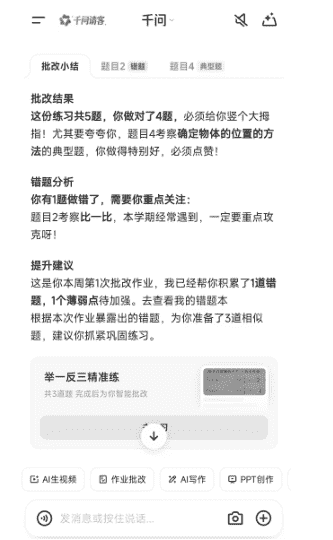 千问请客
千问
批改小结
题目2 错题
题目4 典型题
批改结果
这份练习共5题，你做对了4题，必须给你竖个大拇
指！尤其要夸夸你，题目4考察确定物体的位置的方
法的典型题，你做得特别好，必须点赞！
错题分析
你有1题做错了，需要你重点关注：
题目2考察比一比，本学期经常遇到，一定要重点攻
克呀！
提升建议
这是你本周第1次批改作业，我已经帮你积累了1道错
题，1个薄弱点待加强。去查看我的错题本
根据本次作业暴露出的错题，为你准备了3道相似
题，建议你抓紧巩固练习。
举一反三精准练
共3道题 完成后为你智能批改
AI生视频
作业批改
AI写作
PPT创作
发消息或按住说话...